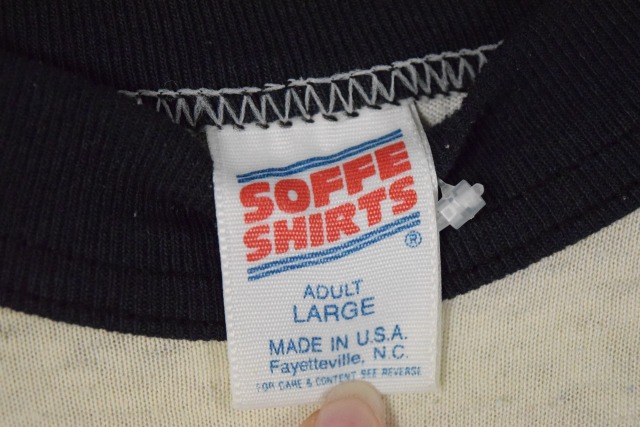 SOFFE
SHIRTS
®
ADULT
LARGE
MADE IN U.S.A.
Fayetteville, N.C.
FOR CARE & CONTENT SEE REVERSE